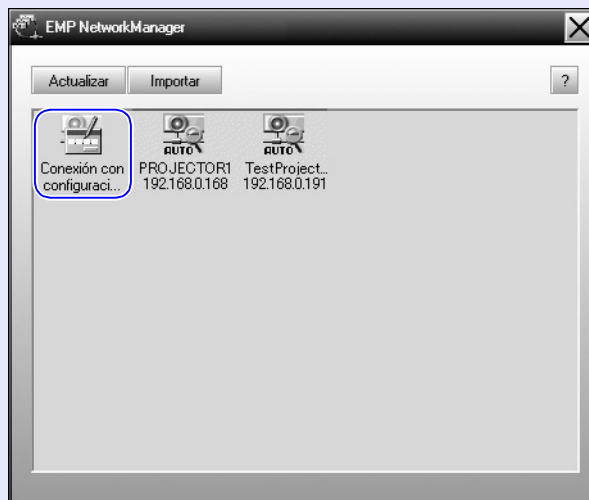 EMP NetworkManager
Actualizar Importar ?
Conexión con
configuraci...
AUTO
PROJECTOR1
192.168.0.168
AUTO
TestProject...
192.168.0.191